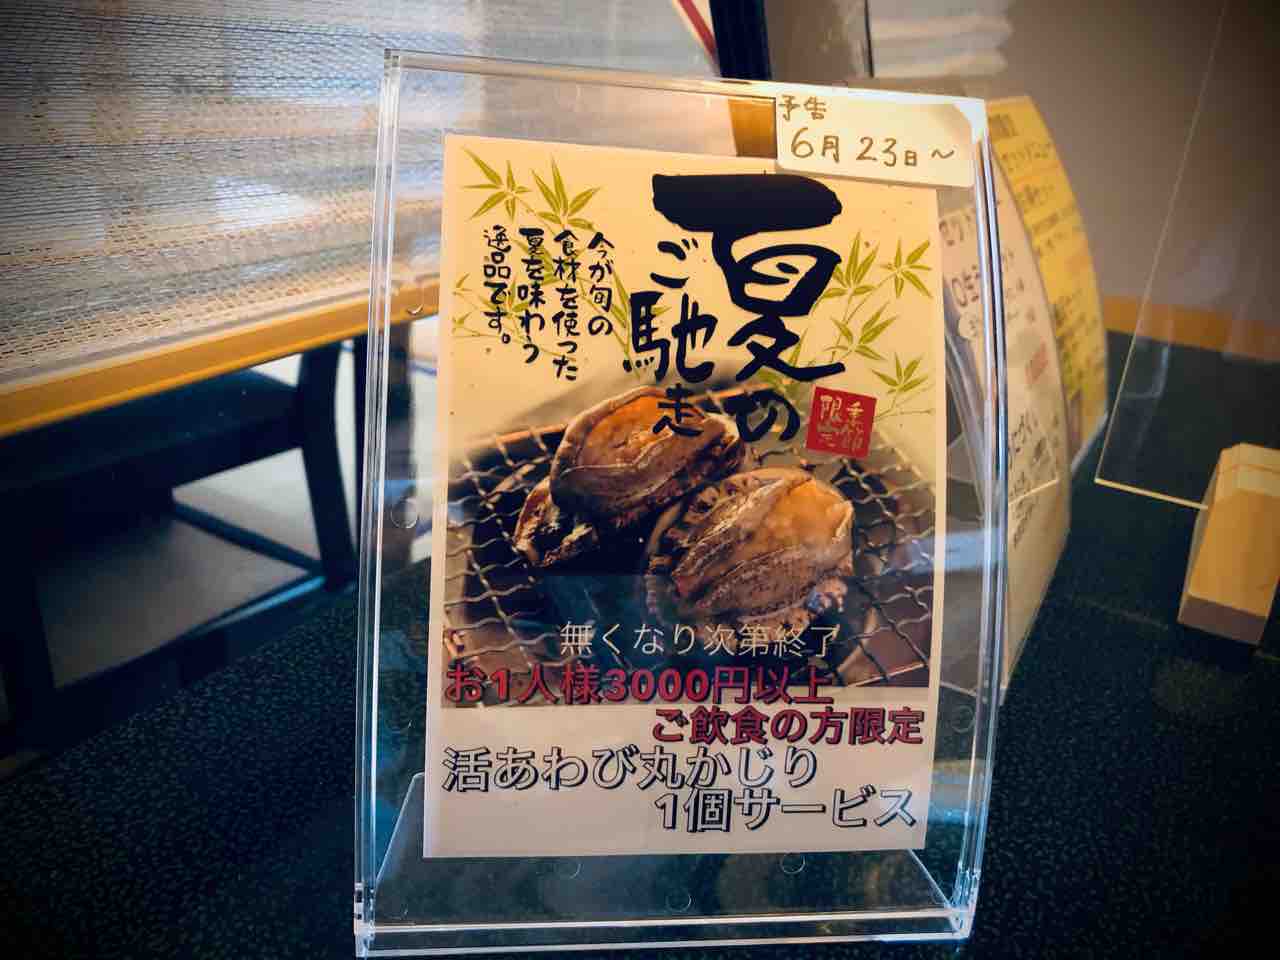 予告
6月23日～
夏の
ご馳走
今が旬の
食材を使った
夏を味わう
逸品です。
季節
限定
無くなり次第終了
お1人様3000円以上
ご飲食の方限定
活あわび丸かじり
1個サービス